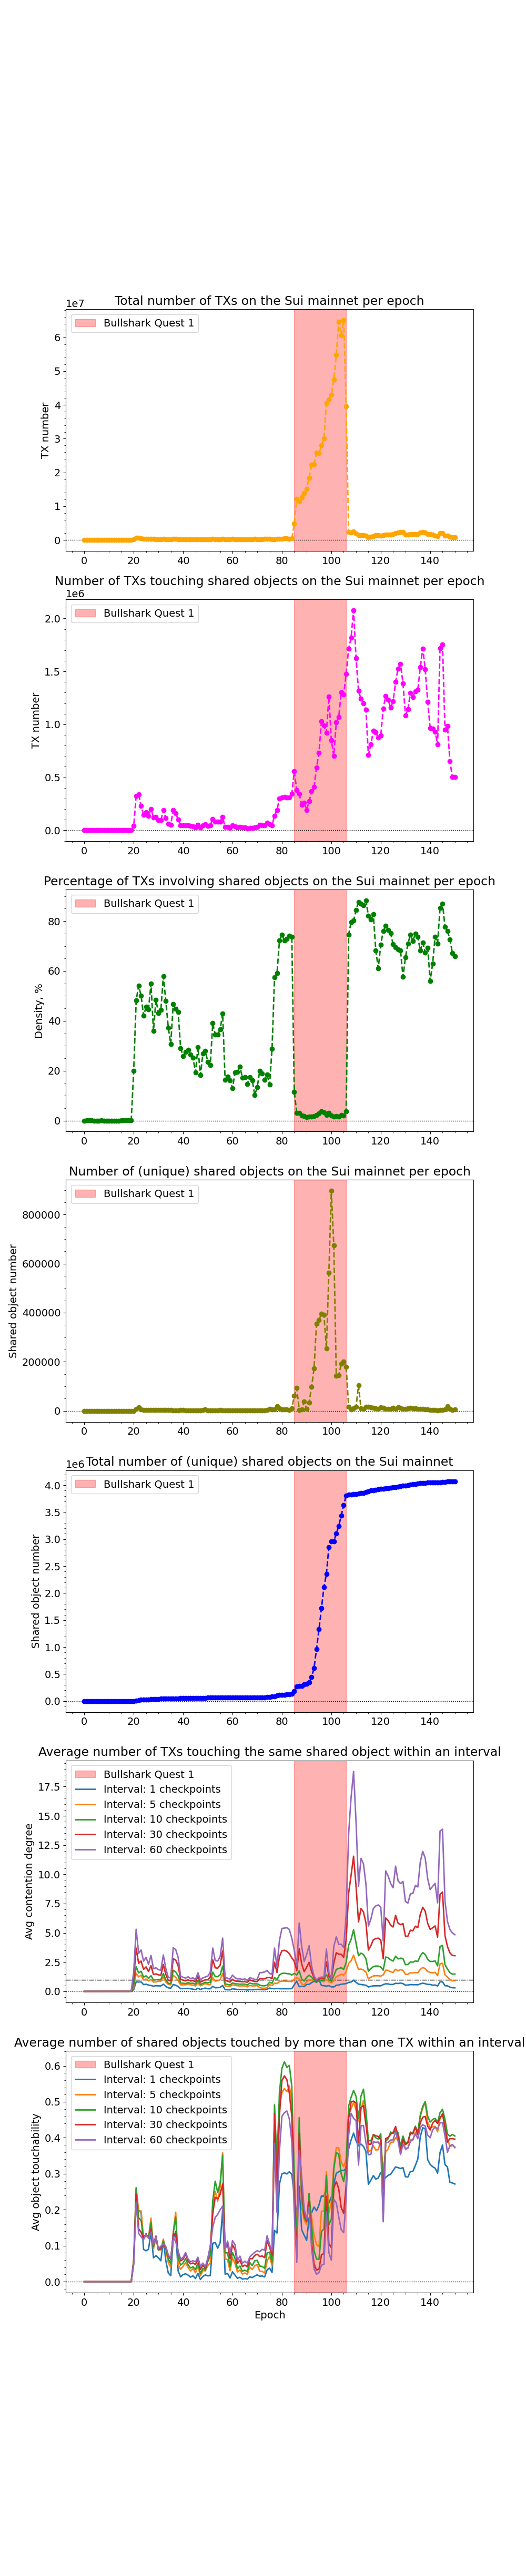 Total number of TXs on the Sui mainnet per epoch
1e7
Bullshark Quest 1
TX number
6
5
4
3
2
1
0
0 20 40 60 80 100 120 140
Number of TXs touching shared objects on the Sui mainnet per epoch
1e6
Bullshark Quest 1
TX number
2.0
1.5
1.0
0.5
0.0
0 20 40 60 80 100 120 140
Percentage of TXs involving shared objects on the Sui mainnet per epoch
Bullshark Quest 1
Density, %
80
60
40
20
0
0 20 40 60 80 100 120 140
Number of (unique) shared objects on the Sui mainnet per epoch
Bullshark Quest 1
Shared object number
800000
600000
400000
200000
0
0 20 40 60 80 100 120 140
Total number of (unique) shared objects on the Sui mainnet
1e6
Bullshark Quest 1
Shared object number
4.0
3.5
3.0
2.5
2.0
1.5
1.0
0.5
0.0
0 20 40 60 80 100 120 140
Average number of TXs touching the same shared object within an interval
Bullshark Quest 1
Interval: 1 checkpoints
Interval: 5 checkpoints
Interval: 10 checkpoints
Interval: 30 checkpoints
Interval: 60 checkpoints
Avg contention degree
17.5
15.0
12.5
10.0
7.5
5.0
2.5
0.0
0 20 40 60 80 100 120 140
Average number of shared objects touched by more than one TX within an interval
Bullshark Quest 1
Interval: 1 checkpoints
Interval: 5 checkpoints
Interval: 10 checkpoints
Interval: 30 checkpoints
Interval: 60 checkpoints
Avg object touchability
0.6
0.5
0.4
0.3
0.2
0.1
0.0
0 20 40 60 80 100 120 140
Epoch